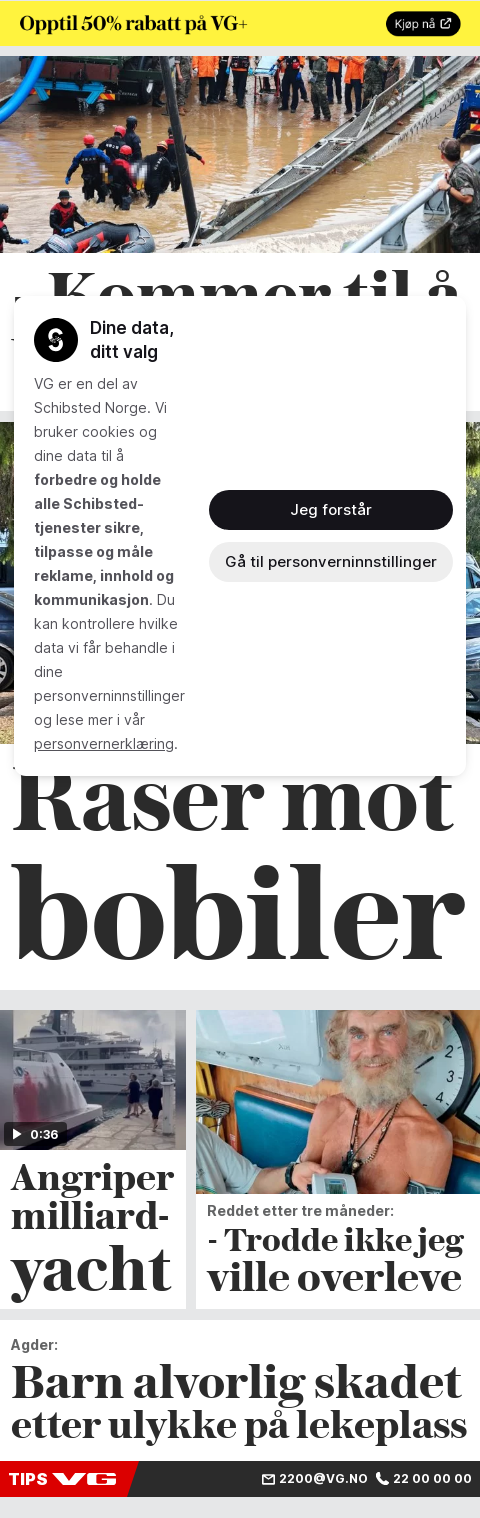 Opptil 50% rabatt på VG+
Kjøp nå
- Kommer til å
Dine data,
ditt valg
VG er en del av
Schibsted Norge. Vi
bruker cookies og
dine data til å
forbedre og holde
alle Schibsted-
tjenester sikre,
tilpasse og måle
reklame, innhold og
kommunikasjon. Du
kan kontrollere hvilke
data vi får behandle i
dine
personverninnstillinger
og lese mer i vår
personvernerklæring.
Jeg forstår
Gå til personverninnstillinger
Raser mot
bobiler
0:36
Angriper
milliard-
yacht
2
3
4
5
6
Reddet etter tre måneder:
- Trodde ikke jeg
ville overleve
Agder:
Barn alvorlig skadet
etter ulykke på lekeplass
TIPS VG
2200@VG.NO
22 00 00 00